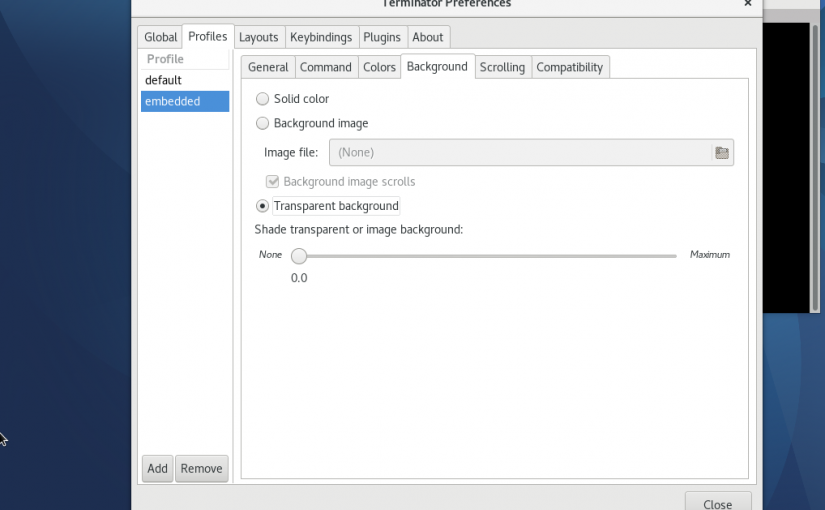 Terminator Preferences
×
Global Profiles Layouts Keybindings Plugins About
Profile
default
embedded
General Command Colors Background Scrolling Compatibility
Solid color
Background image
Image file: (None)
Background image scrolls
Transparent background
Shade transparent or image background:
None Maximum
0.0
Add Remove
Close